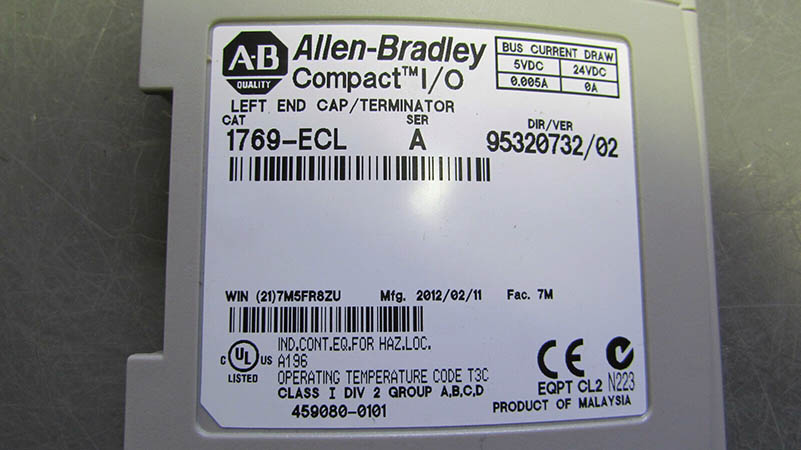 A·B
QUALITY
Allen-Bradley
Compact™ I/O
BUS CURRENT DRAW
5VDC 24VDC
0.005A 0A
LEFT END CAP/TERMINATOR
CAT SER DIR/VER
1769-ECL A 95320732/02
WIN (21)7M5FR8ZU Mfg. 2012/02/11 Fac. 7M
IND.CONT.EQ.FOR HAZ.LOC.
C UL US A196
LISTED OPERATING TEMPERATURE CODE T3C
CLASS I DIV 2 GROUP A,B,C,D
459080-0101
CE
EQPT CL2 N223
PRODUCT OF MALAYSIA